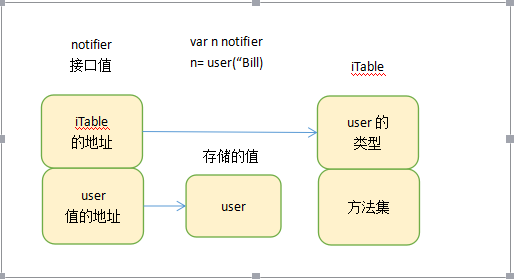 notifier
接口值
var n notifier
n= user(“Bill)
iTable
iTable
的地址
user 的
类型
存储的值
user
值的地址
user
方法集